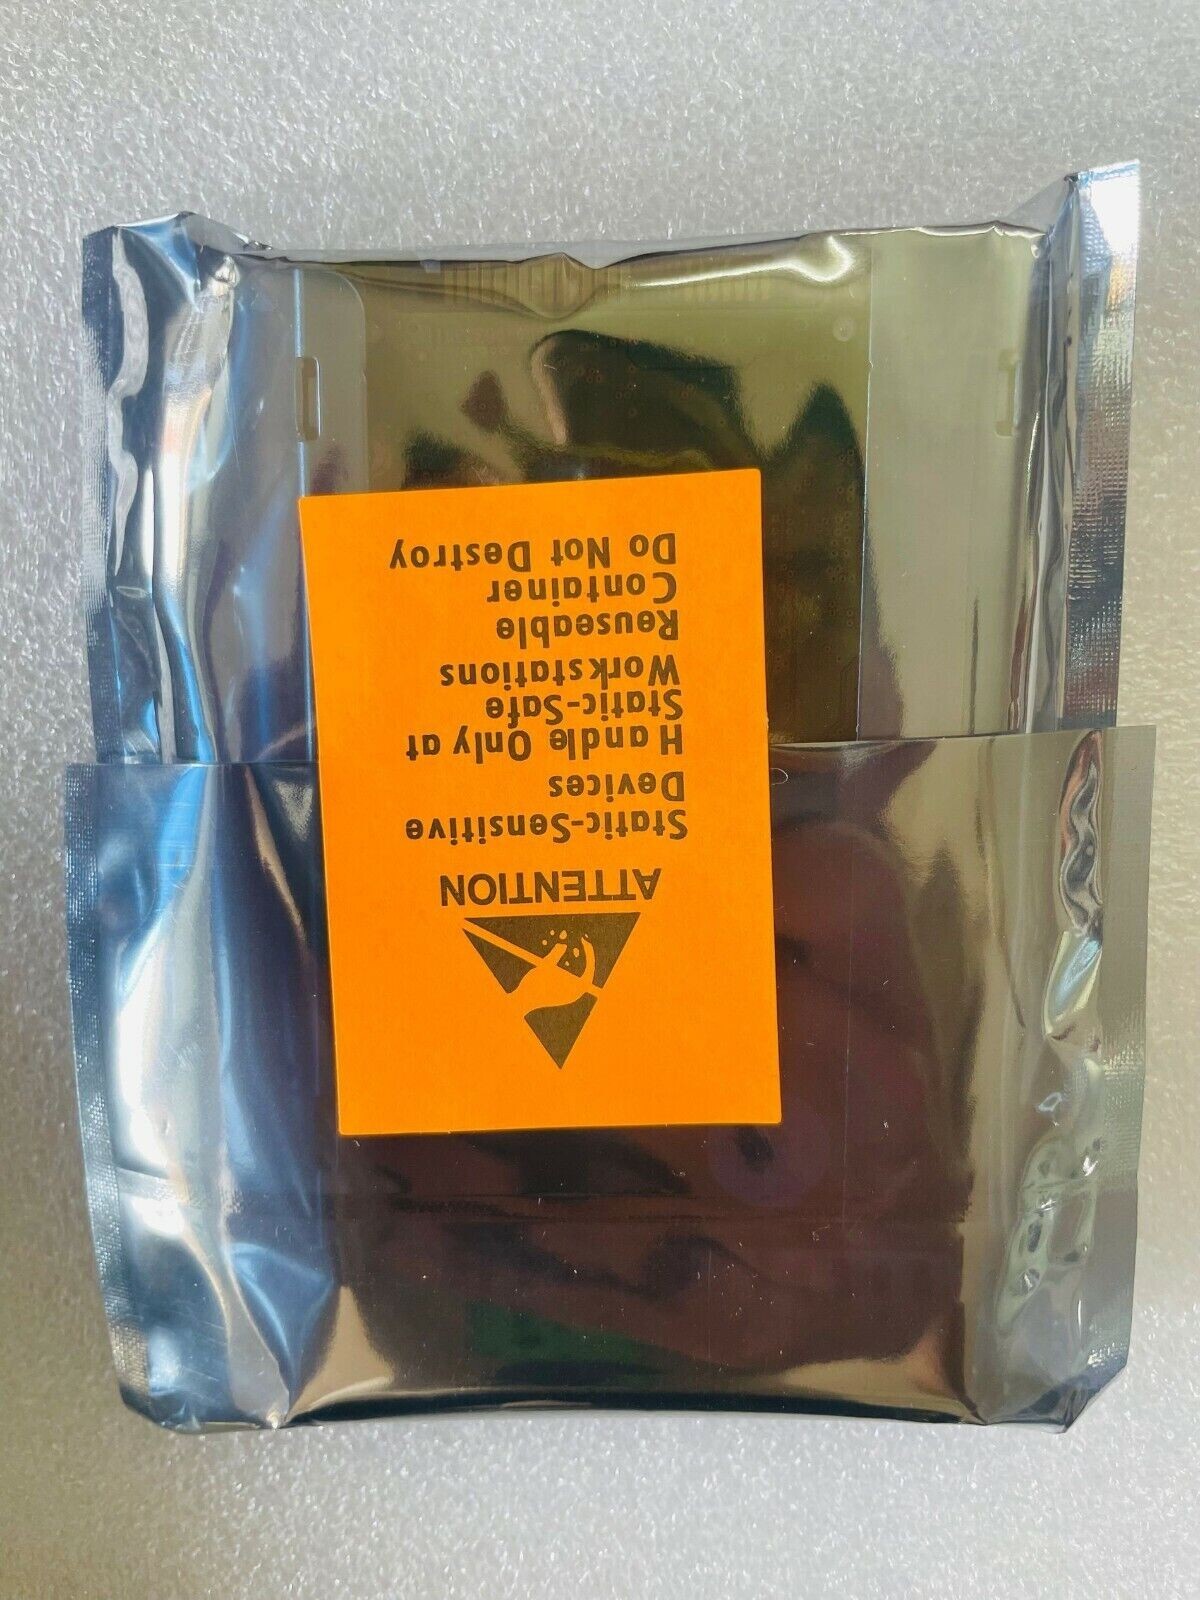 ATTENTION
Static-Sensitive
Devices
Handle Only at
Static-Safe
Workstations
Reuseable
Container
Do Not Destroy